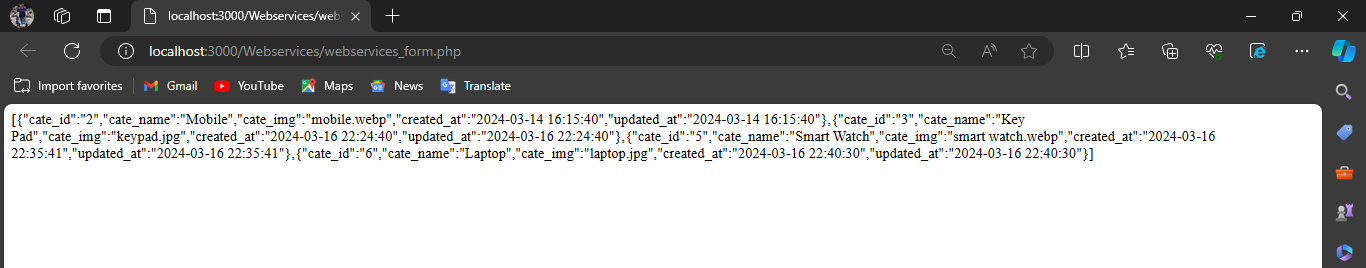 localhost:3000/Webservices/web
localhost:3000/Webservices/webservices_form.php
Import favorites
Gmail
YouTube
Maps
News
Translate
[{"cate_id":"2","cate_name":"Mobile","cate_img":"mobile.webp","created_at":"2024-03-14 16:15:40","updated_at":"2024-03-14 16:15:40"},{"cate_id":"3","cate_name":"Key
Pad","cate_img":"keypad.jpg","created_at":"2024-03-16 22:24:40","updated_at":"2024-03-16 22:24:40"},{"cate_id":"5","cate_name":"Smart Watch","cate_img":"smart watch.webp","created_at":"2024-03-16
22:35:41","updated_at":"2024-03-16 22:35:41"},{"cate_id":"6","cate_name":"Laptop","cate_img":"laptop.jpg","created_at":"2024-03-16 22:40:30","updated_at":"2024-03-16 22:40:30"}]